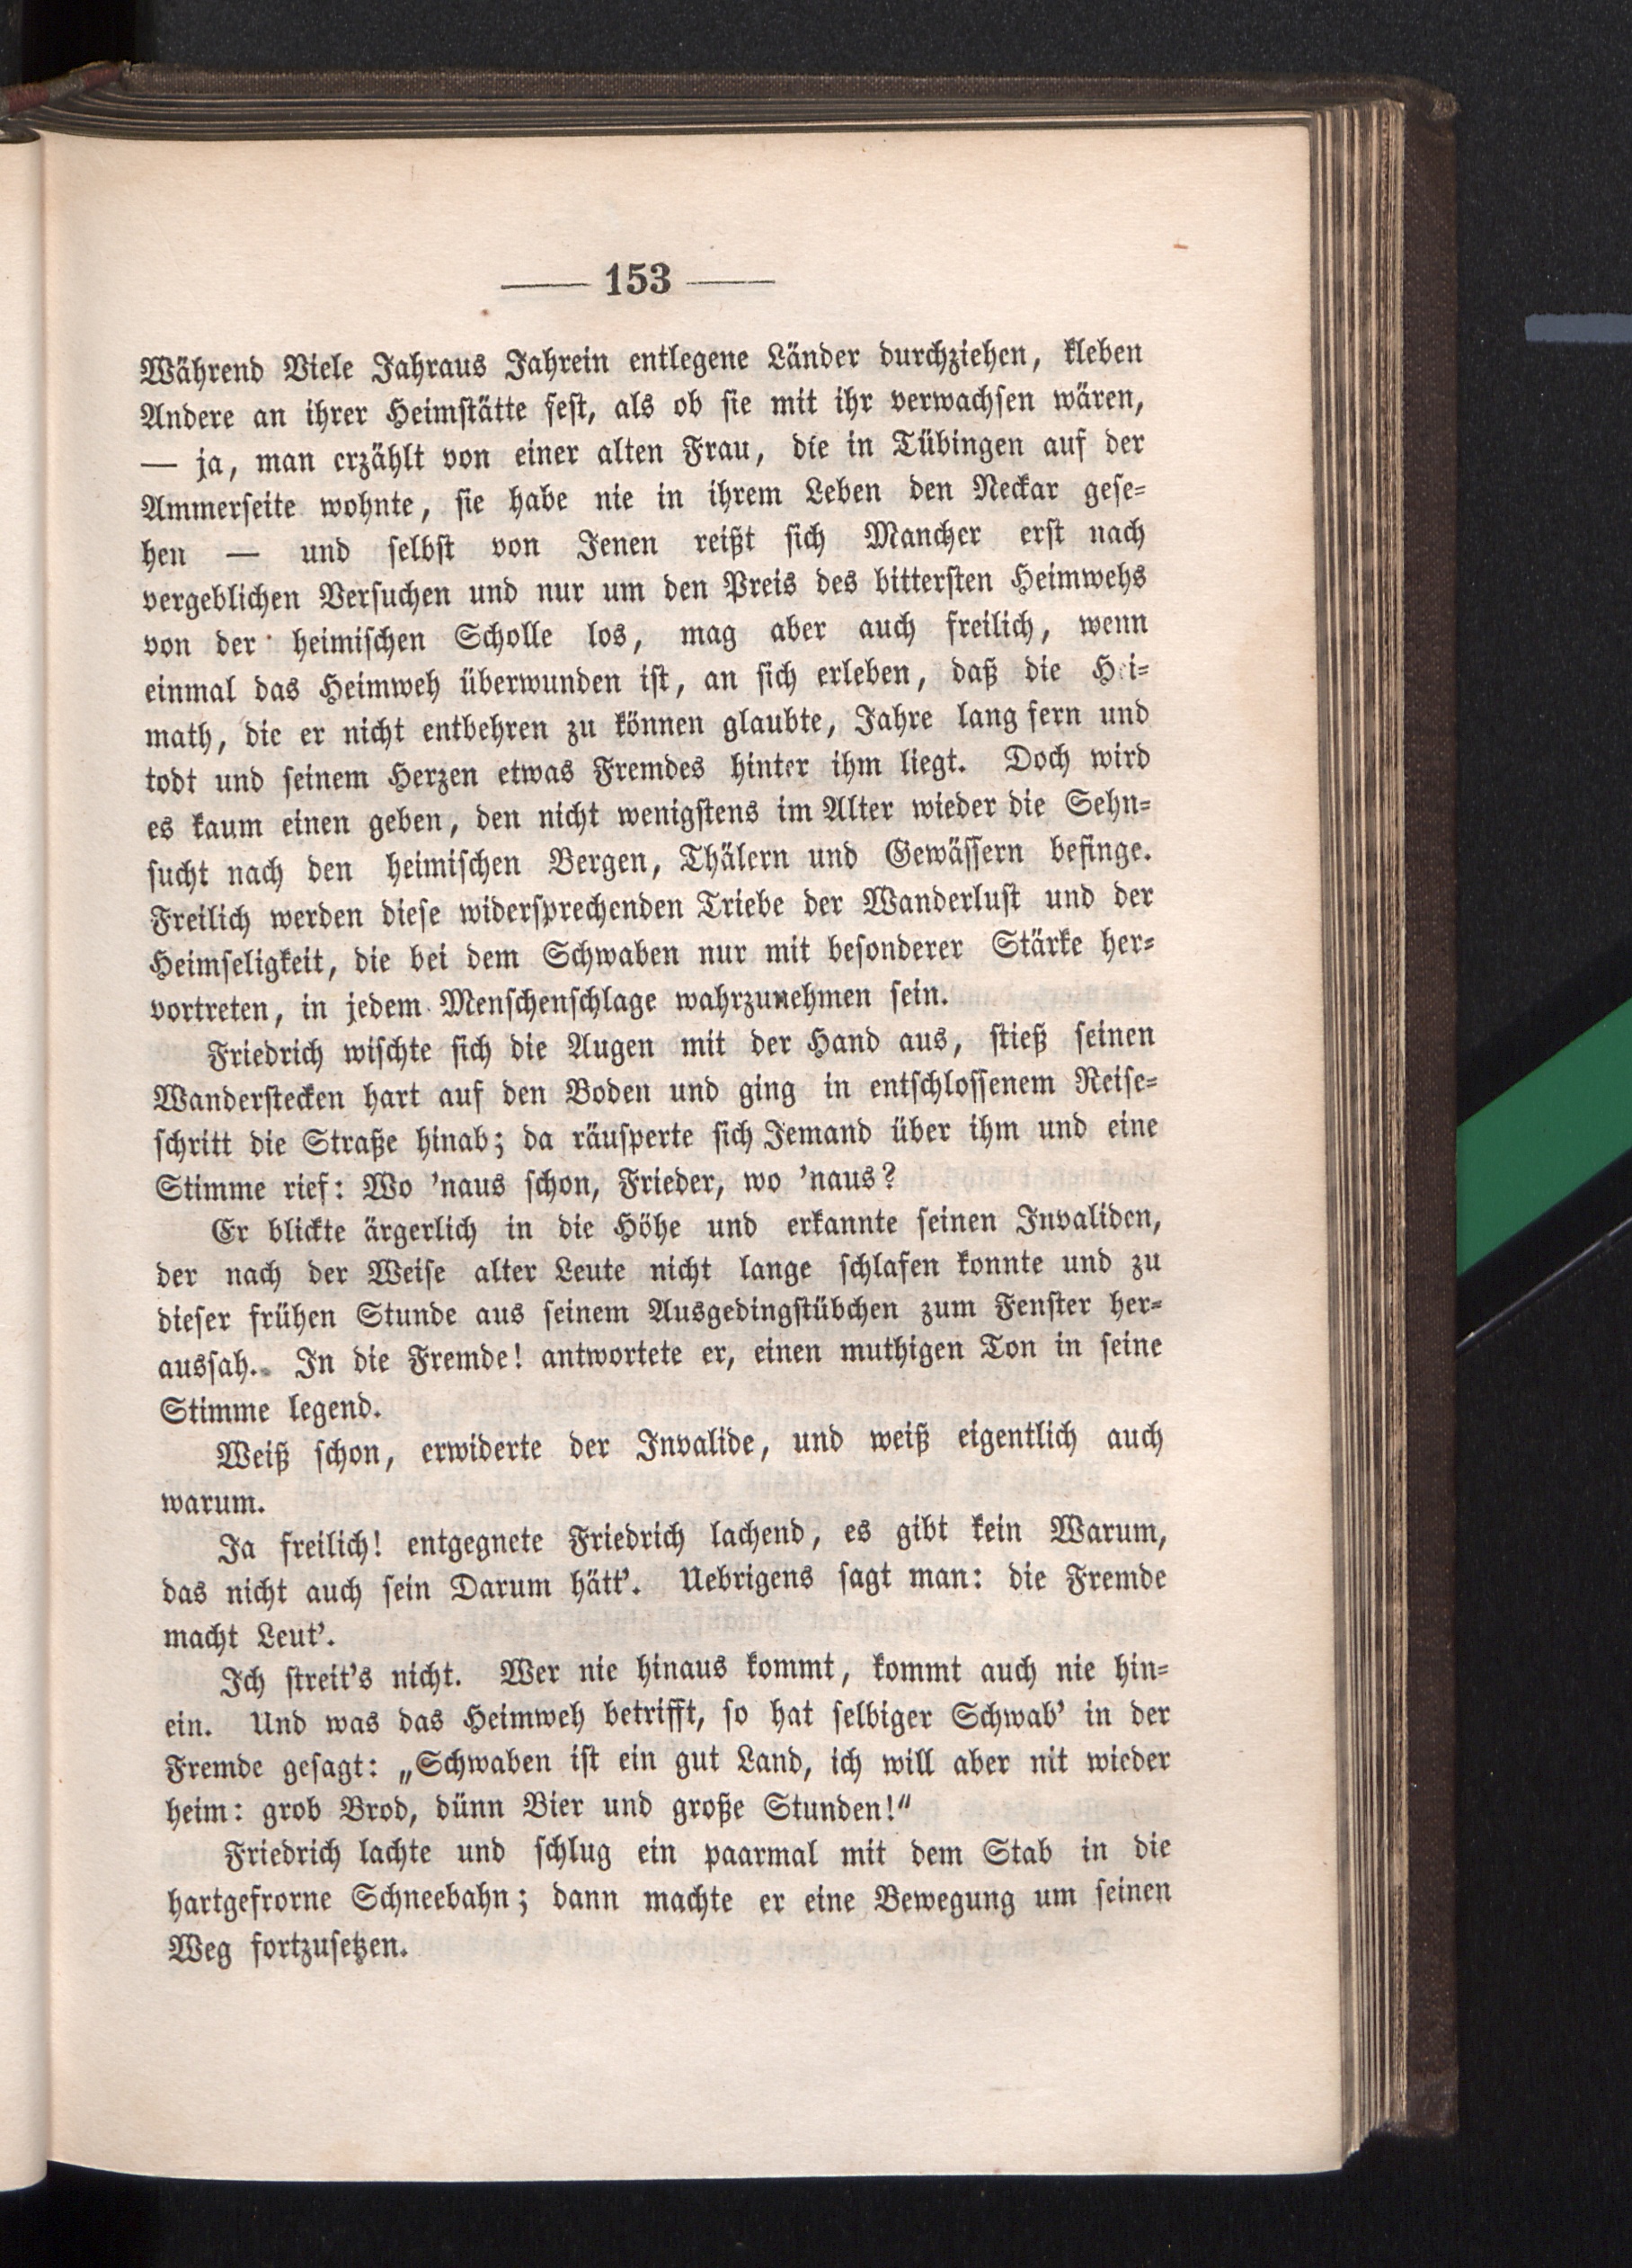 — 153 —
Während Viele Jahraus Jahrein entlegene Länder durchziehen, kleben
Andere an ihrer Heimstätte fest, als ob sie mit ihr verwachsen wären,
— ja, man erzählt von einer alten Frau, die in Tübingen auf der
Ammerseite wohnte, sie habe nie in ihrem Leben den Neckar gese-
hen — und selbst von Jenen reißt sich Mancher erst nach
vergeblichen Versuchen und nur um den Preis des bittersten Heimwehs
von der heimischen Scholle los, mag aber auch freilich, wenn
einmal das Heimweh überwunden ist, an sich erleben, daß die Hei-
math, die er nicht entbehren zu können glaubte, Jahre lang fern und
todt und seinem Herzen etwas Fremdes hinter ihm liegt. Doch wird
es kaum einen geben, den nicht wenigstens im Alter wieder die Sehn-
sucht nach den heimischen Bergen, Thälern und Gewässern befinge.
Freilich werden diese widersprechenden Triebe der Wanderlust und der
Heimseligkeit, die bei dem Schwaben nur mit besonderer Stärke her-
vortreten, in jedem Menschenschlage wahrzunehmen sein.
Friedrich wischte sich die Augen mit der Hand aus, stieß seinen
Wanderstecken hart auf den Boden und ging in entschlossenem Reise-
schritt die Straße hinab; da räusperte sich Jemand über ihm und eine
Stimme rief: Wo 'naus schon, Frieder, wo 'naus?
Er blickte ärgerlich in die Höhe und erkannte seinen Invaliden,
der nach der Weise alter Leute nicht lange schlafen konnte und zu
dieser frühen Stunde aus seinem Ausgedingstübchen zum Fenster her-
aussah. In die Fremde! antwortete er, einen muthigen Ton in seine
Stimme legend.
Weiß schon, erwiderte der Invalide, und weiß eigentlich auch
warum.
Ja freilich! entgegnete Friedrich lachend, es gibt kein Warum,
das nicht auch sein Darum hätt'. Uebrigens sagt man: die Fremde
macht Leut'.
Ich streit's nicht. Wer nie hinaus kommt, kommt auch nie hin-
ein. Und was das Heimweh betrifft, so hat selbiger Schwab' in der
Fremde gesagt: „Schwaben ist ein gut Land, ich will aber nit wieder
heim: grob Brod, dünn Bier und große Stunden!“
Friedrich lachte und schlug ein paarmal mit dem Stab in die
hartgefrorne Schneebahn; dann machte er eine Bewegung um seinen
Weg fortzusetzen.